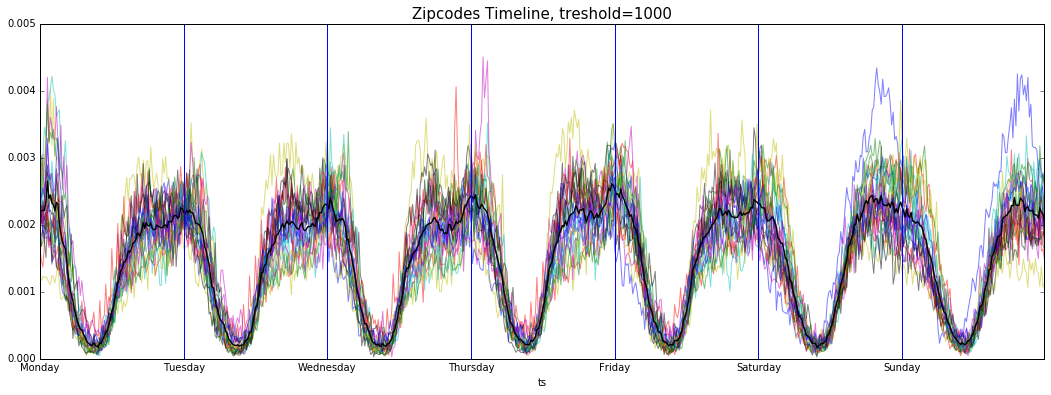 Zipcodes Timeline, treshold=1000
0.005
0.004
0.003
0.002
0.001
0.000
Monday Tuesday Wednesday Thursday Friday Saturday Sunday
ts